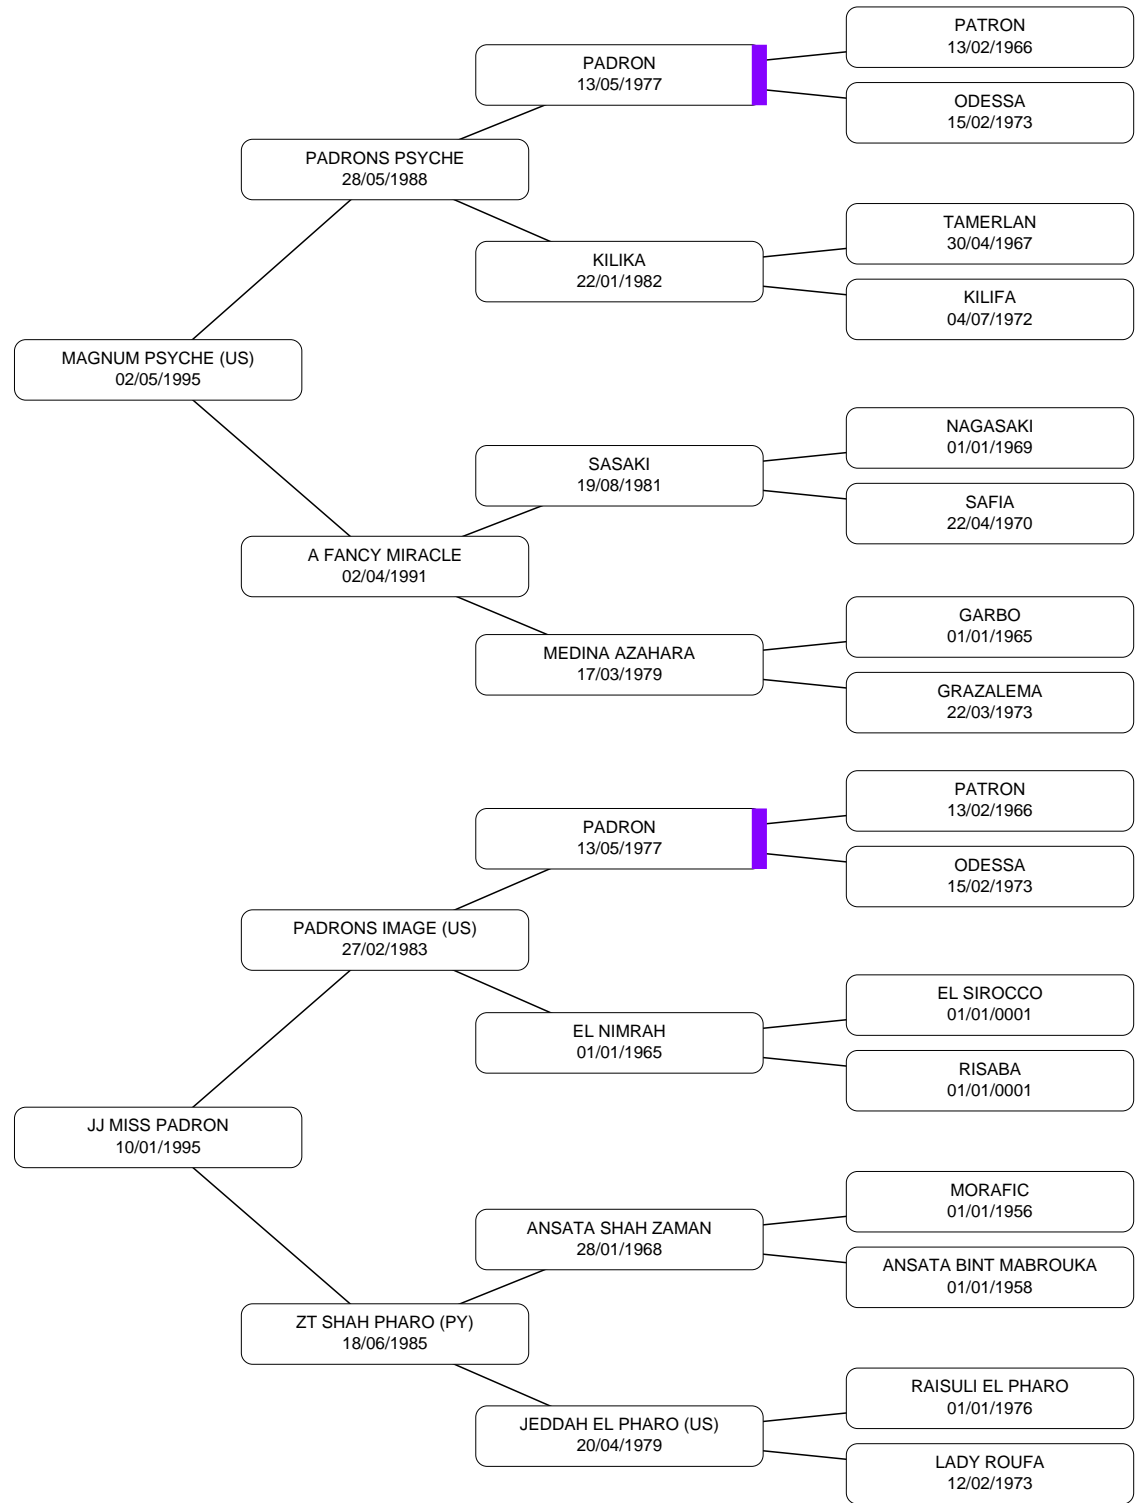 PATRON
13/02/1966
PADRON
13/05/1977
ODESSA
15/02/1973
PADRONS PSYCHE
28/05/1988
TAMERLAN
30/04/1967
KILIKA
22/01/1982
KILIFA
04/07/1972
MAGNUM PSYCHE (US)
02/05/1995
NAGASAKI
01/01/1969
SASAKI
19/08/1981
SAFIA
22/04/1970
A FANCY MIRACLE
02/04/1991
GARBO
01/01/1965
MEDINA AZAHARA
17/03/1979
GRAZALEMA
22/03/1973
PATRON
13/02/1966
PADRON
13/05/1977
ODESSA
15/02/1973
PADRONS IMAGE (US)
27/02/1983
EL SIROCCO
01/01/0001
EL NIMRAH
01/01/1965
RISABA
01/01/0001
JJ MISS PADRON
10/01/1995
MORAFIC
01/01/1956
ANSATA SHAH ZAMAN
28/01/1968
ANSATA BINT MABROUKA
01/01/1958
ZT SHAH PHARO (PY)
18/06/1985
RAISULI EL PHARO
01/01/1976
JEDDAH EL PHARO (US)
20/04/1979
LADY ROUFA
12/02/1973